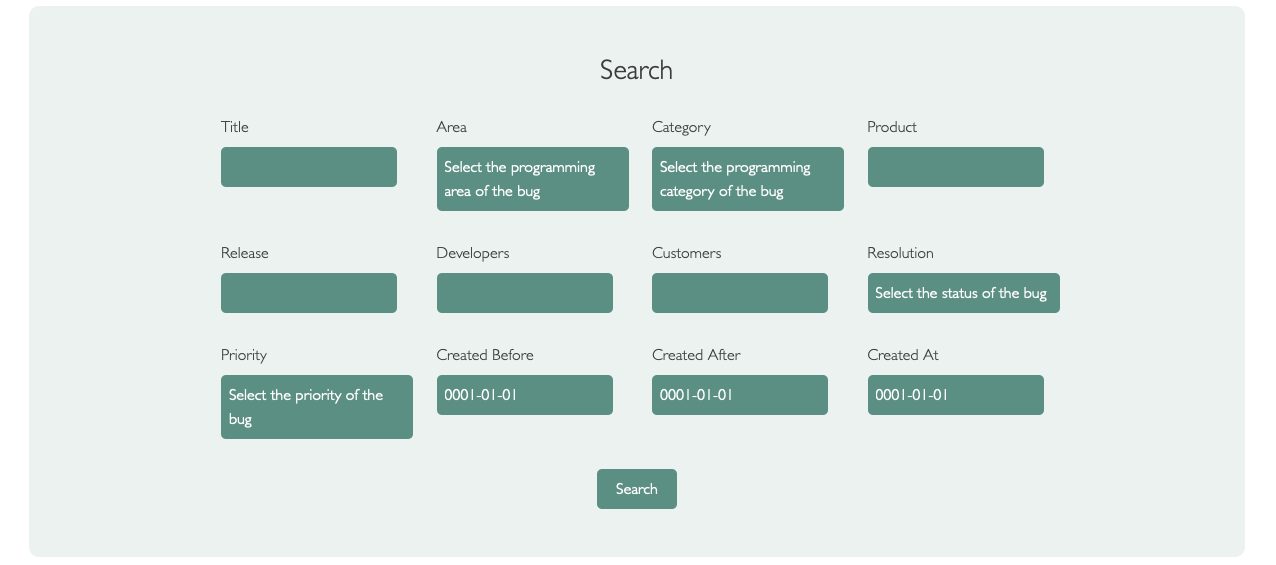 Search
Title
Area
Category
Product
Select the programming
area of the bug
Select the programming
category of the bug
Release
Developers
Customers
Resolution
Select the status of the bug
Priority
Created Before
Created After
Created At
Select the priority of the
bug
0001-01-01
0001-01-01
0001-01-01
Search